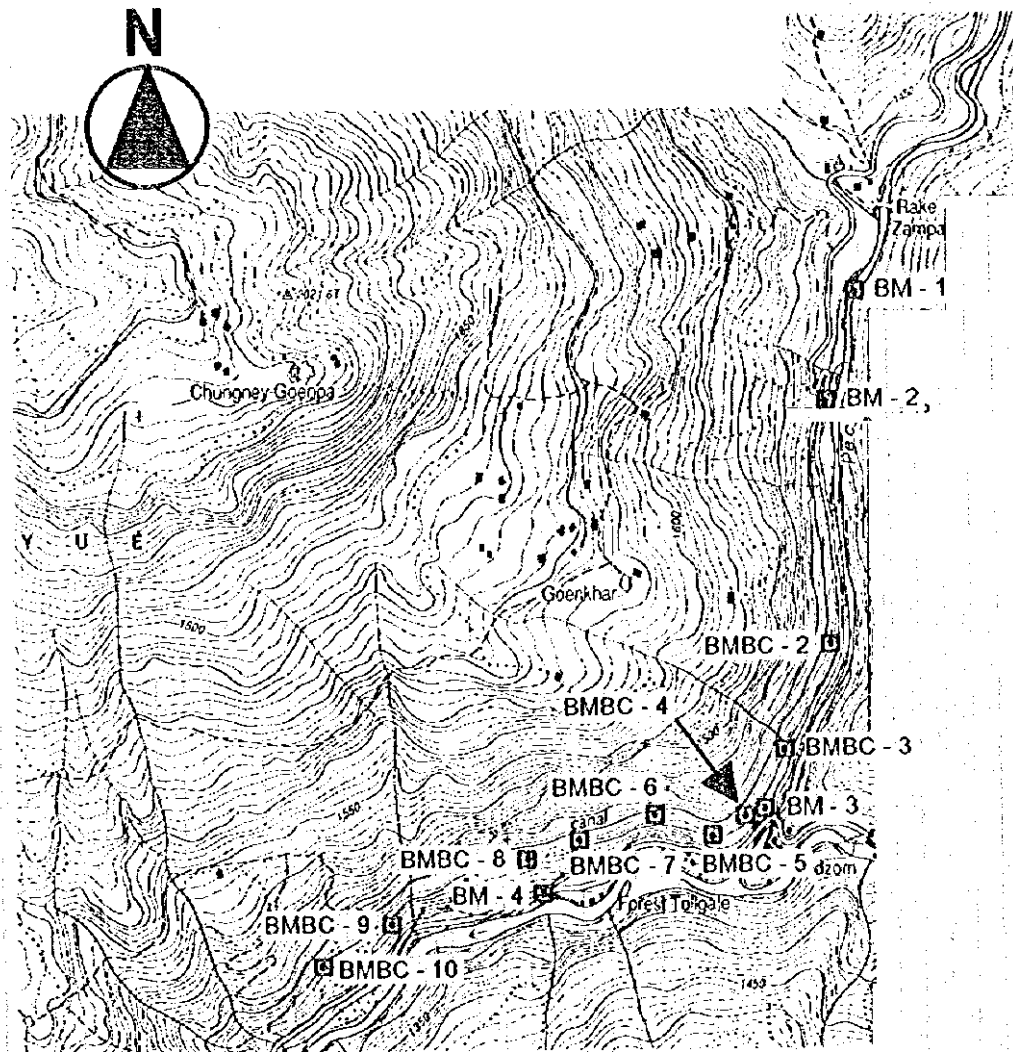 N
Rake
Zampa
BM - 1
1650
Chungney Goenpa
BM - 2,
Y U E
1600
Goenkhar
1500
BMBC - 2
BMBC - 4
BMBC - 3
BMBC - 6
BM - 3
1550
canal
BMBC - 8
BMBC - 7
BMBC - 5
dzom
BM - 4
Forest Tollgate
BMBC - 9
BMBC - 10
1450